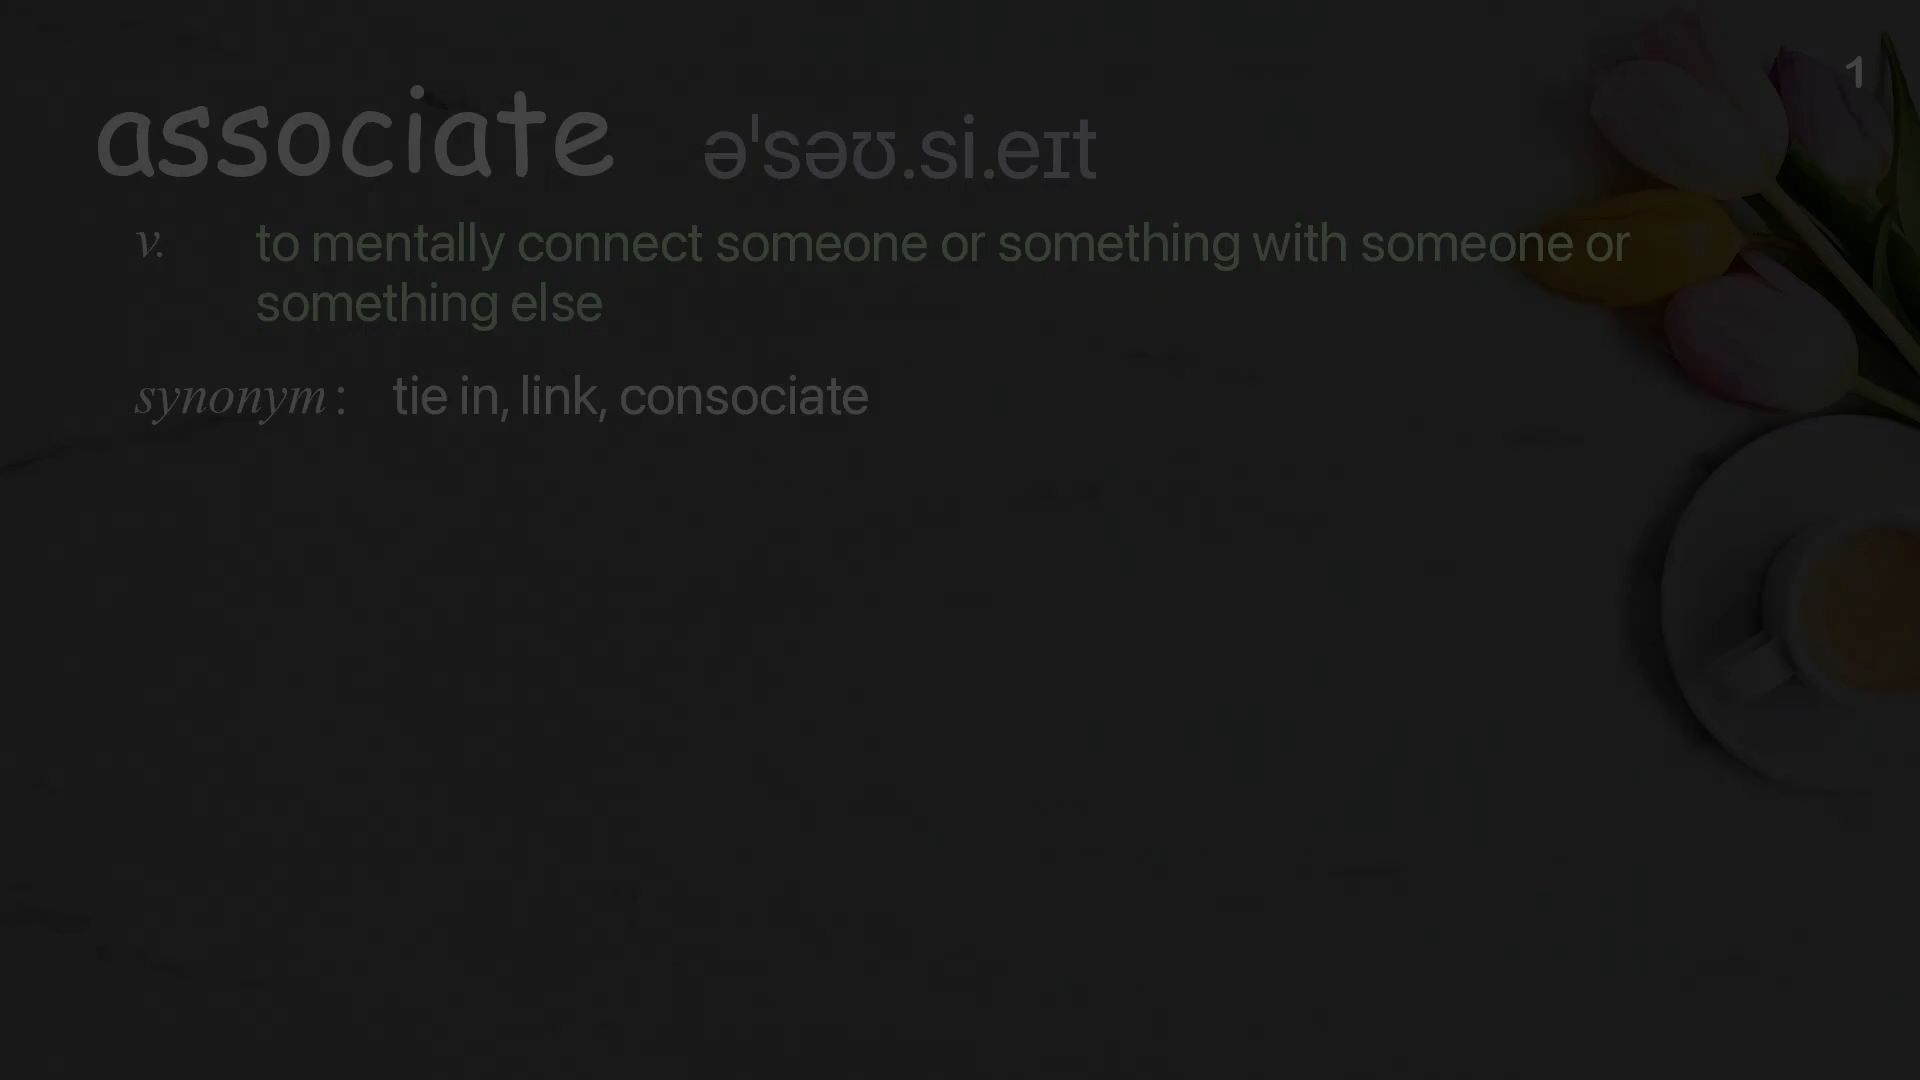 1
associate əˈsəʊ.si.eɪt
v. to mentally connect someone or something with someone or
something else
synonym : tie in, link, consociate